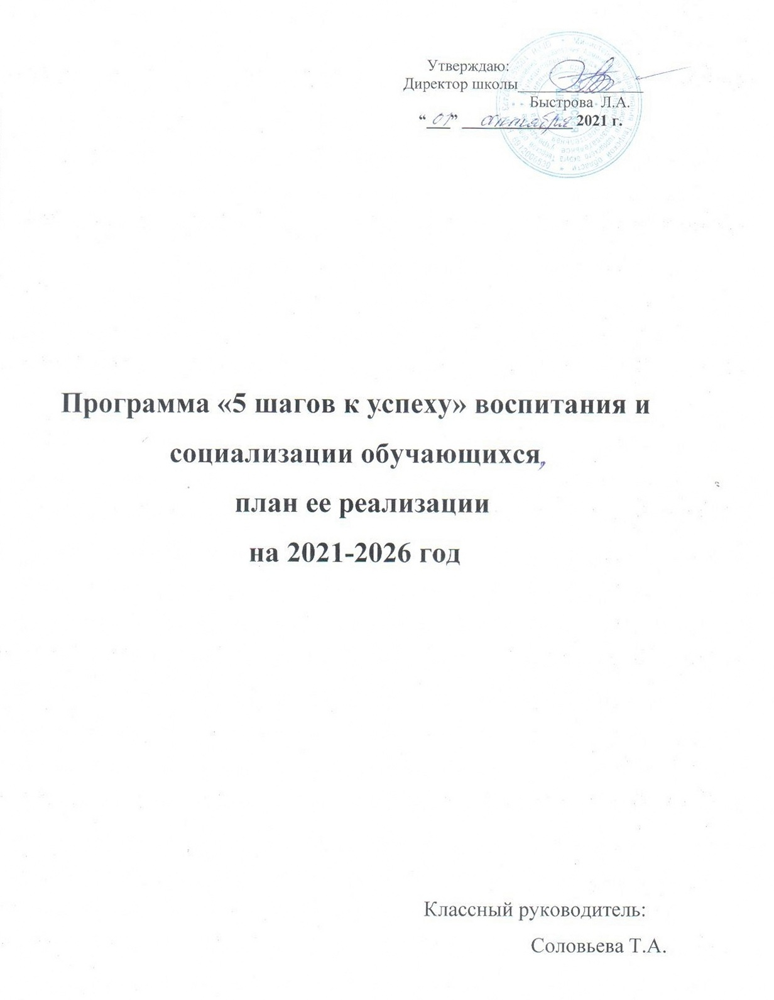 Утверждаю:
Директор школы
Быстрова Л.А.
“01” сентября 2021 г.
Программа «5 шагов к успеху» воспитания и
социализации обучающихся,
план ее реализации
на 2021-2026 год
Классный руководитель:
Соловьева Т.А.